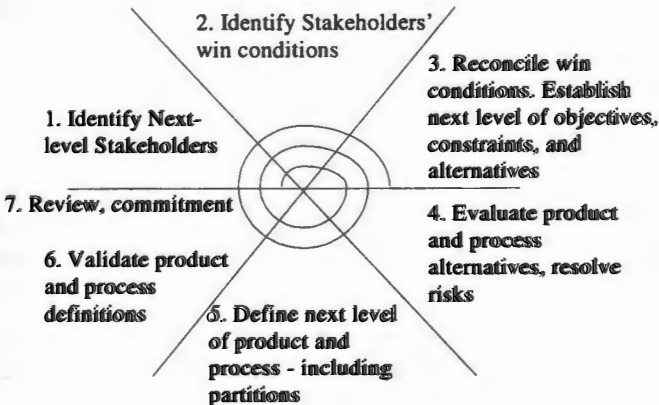 2. Identify Stakeholders'
win conditions
3. Reconcile win
conditions. Establish
next level of objectives,
constraints, and
alternatives
1. Identify Next-
level Stakeholders
7. Review, commitment
4. Evaluate product
and process
alternatives, resolve
risks
6. Validate product
and process
definitions
5. Define next level
of product and
process - including
partitions